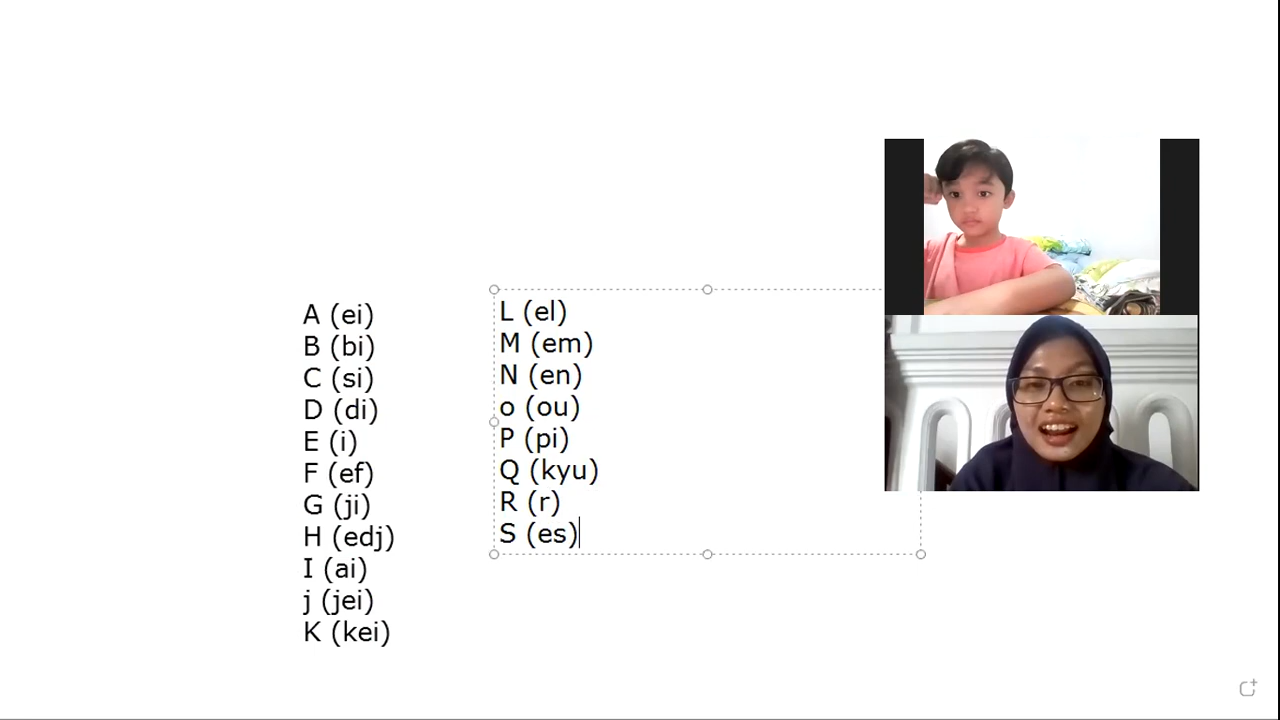 A (ei)
B (bi)
C (si)
D (di)
E (i)
F (ef)
G (ji)
H (edj)
I (ai)
j (jei)
K (kei)
L (el)
M (em)
N (en)
o (ou)
P (pi)
Q (kyu)
R (r)
S (es)